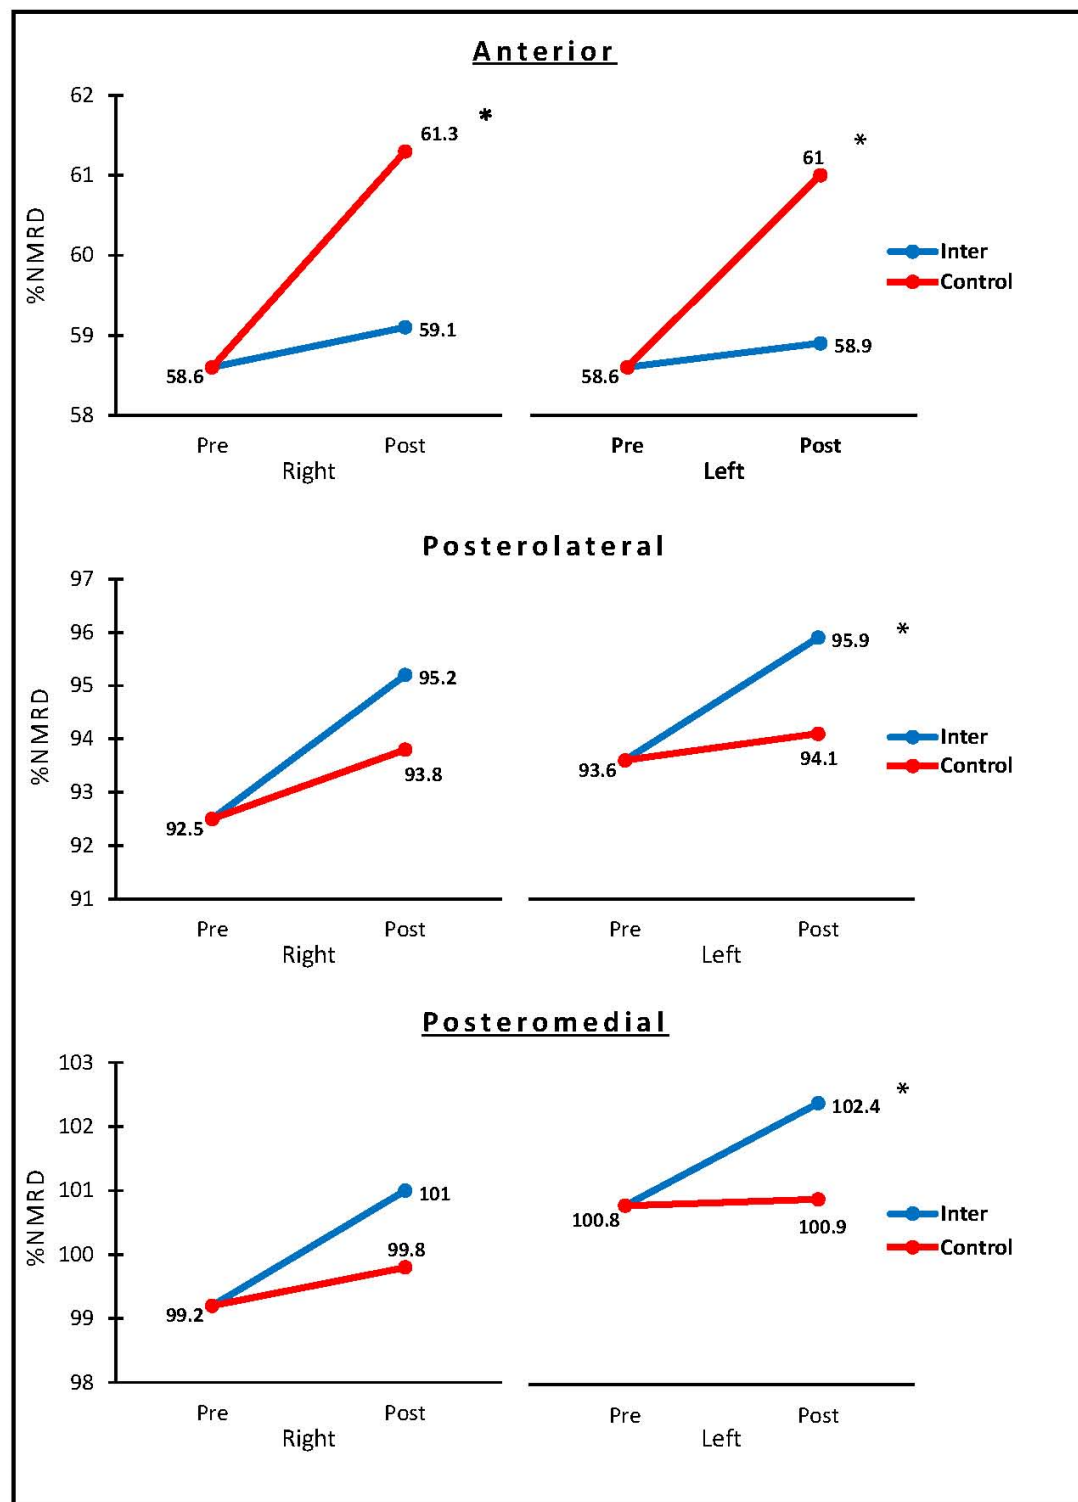 Anterior
62
61
60
59
58
%NMRD
58.6
61.3
*
59.1
Pre Post
Right
58.6
61
*
58.9
Pre Post
Left
Inter
Control
Posterolateral
97
96
95
94
93
92
91
%NMRD
92.5
95.2
93.8
Pre Post
Right
93.6
95.9
*
94.1
Pre Post
Left
Inter
Control
Posteromedial
103
102
101
100
99
98
%NMRD
99.2
101
99.8
Pre Post
Right
100.8
102.4
*
100.9
Pre Post
Left
Inter
Control